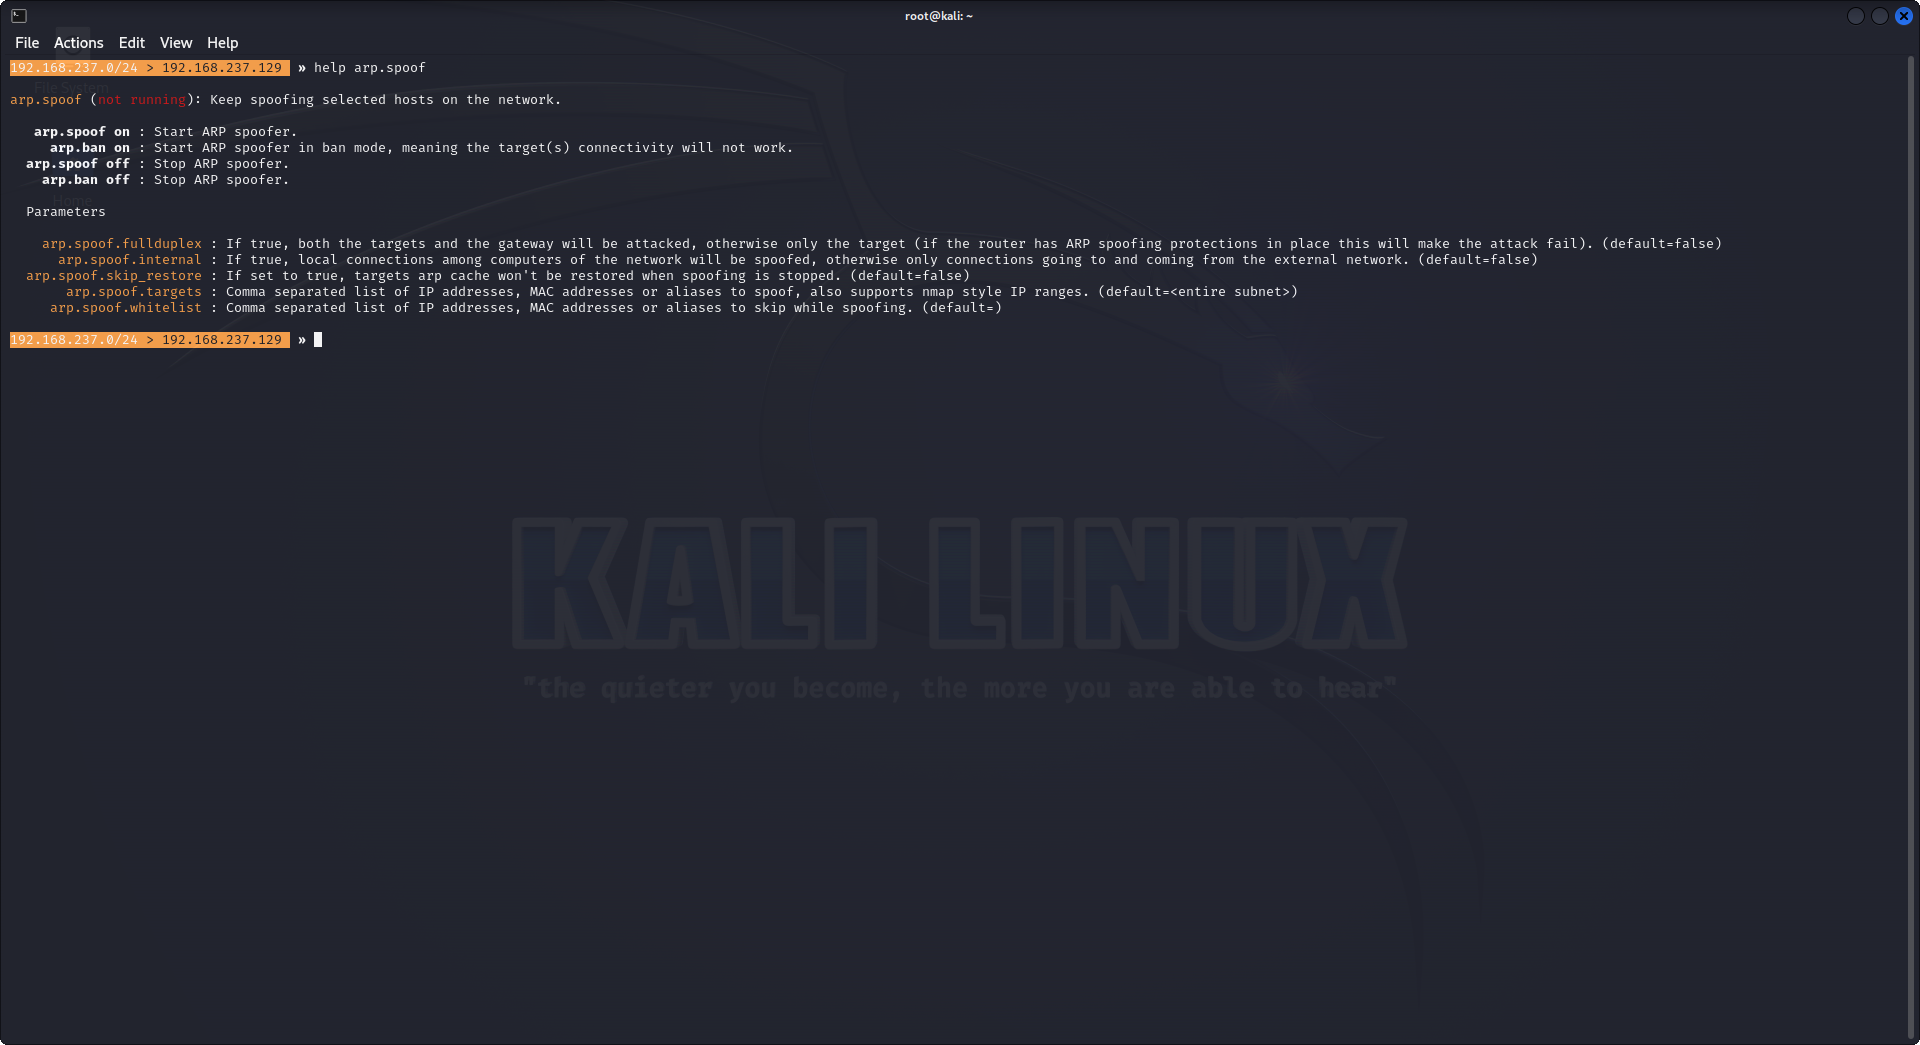 root@kali: ~
File Actions Edit View Help
192.168.237.0/24 > 192.168.237.129 » help arp.spoof
File System
arp.spoof (not running): Keep spoofing selected hosts on the network.
arp.spoof on : Start ARP spoofer.
arp.ban on : Start ARP spoofer in ban mode, meaning the target(s) connectivity will not work.
arp.spoof off : Stop ARP spoofer.
arp.ban off : Stop ARP spoofer.
Home
Parameters
arp.spoof.fullduplex : If true, both the targets and the gateway will be attacked, otherwise only the target (if the router has ARP spoofing protections in place this will make the attack fail). (default=false)
arp.spoof.internal : If true, local connections among computers of the network will be spoofed, otherwise only connections going to and coming from the external network. (default=false)
arp.spoof.skip_restore : If set to true, targets arp cache won't be restored when spoofing is stopped. (default=false)
arp.spoof.targets : Comma separated list of IP addresses, MAC addresses or aliases to spoof, also supports nmap style IP ranges. (default=<entire subnet>)
arp.spoof.whitelist : Comma separated list of IP addresses, MAC addresses or aliases to skip while spoofing. (default=)
192.168.237.0/24 > 192.168.237.129 »
KALI LINUX
"the quieter you become, the more you are able to hear"